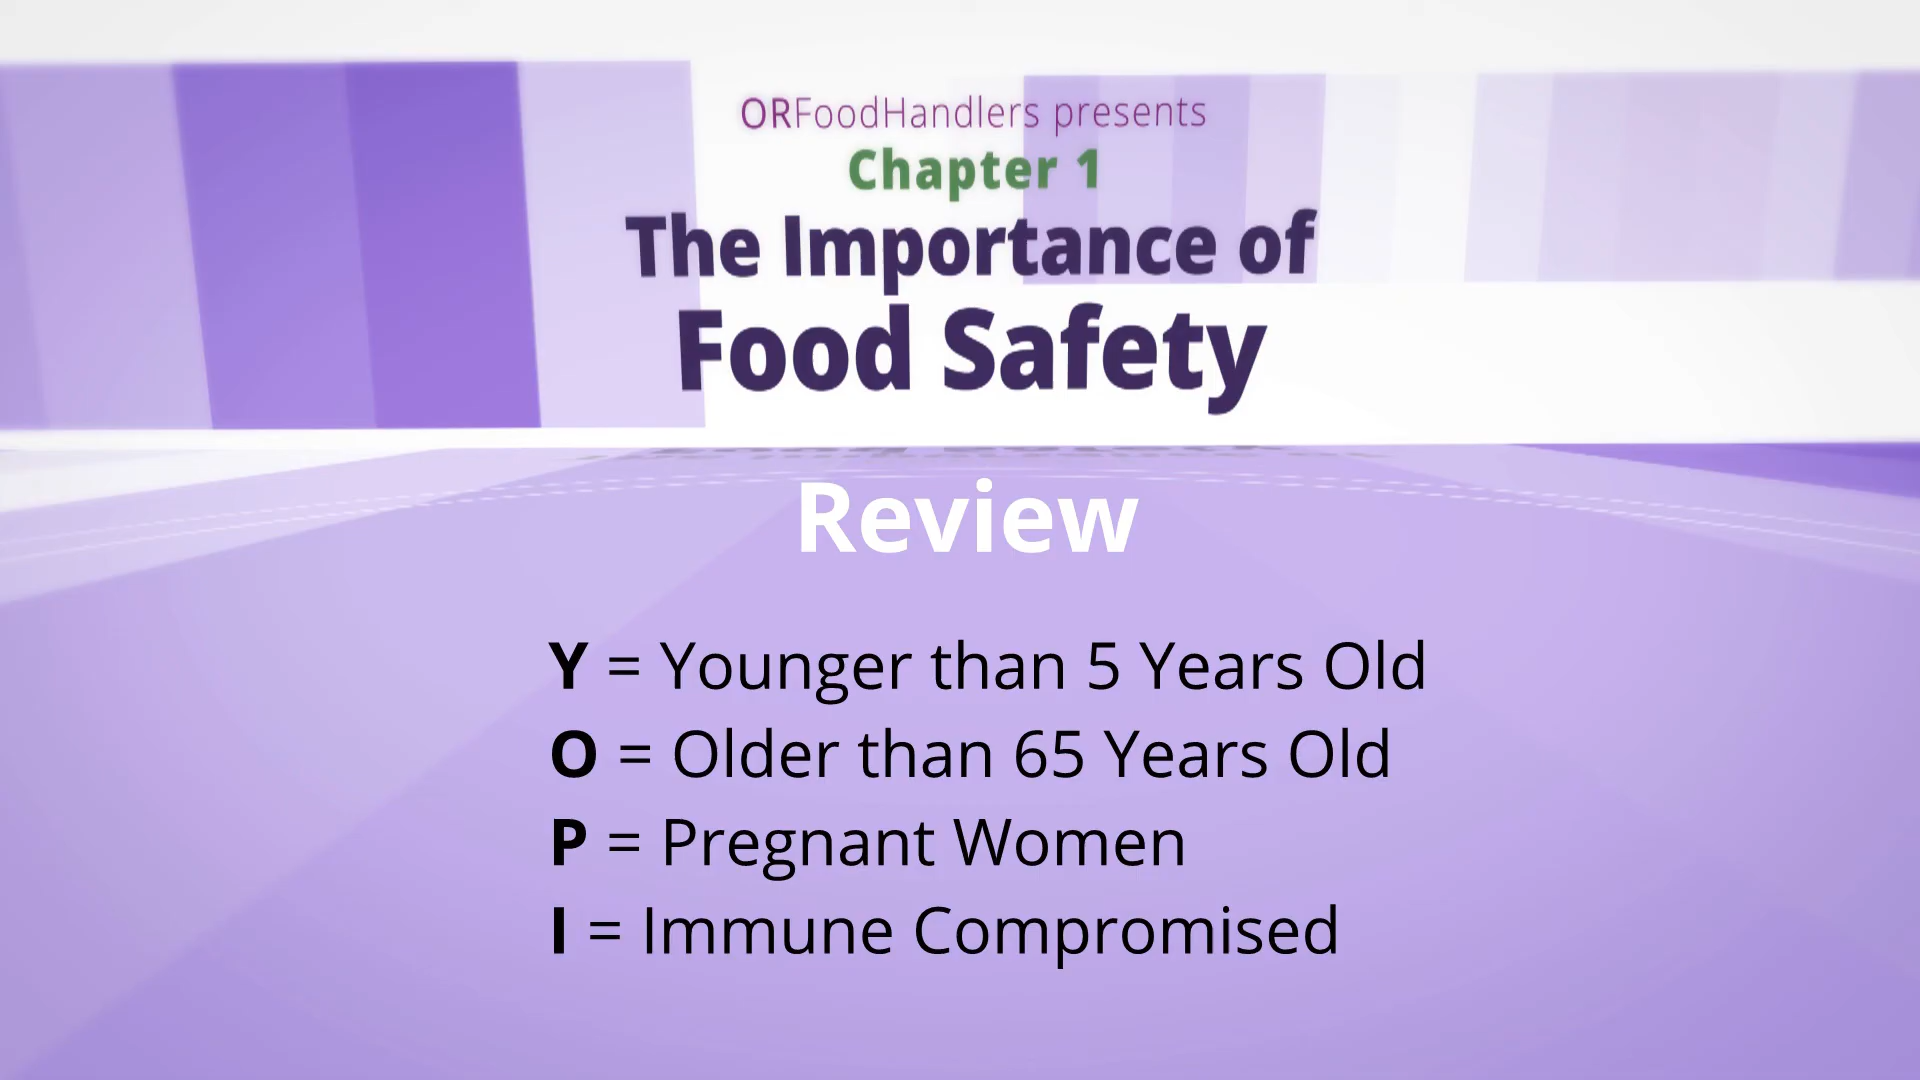 ORFoodHandlers presents
Chapter 1
The Importance of
Food Safety
Review
Y = Younger than 5 Years Old
O = Older than 65 Years Old
P = Pregnant Women
I = Immune Compromised